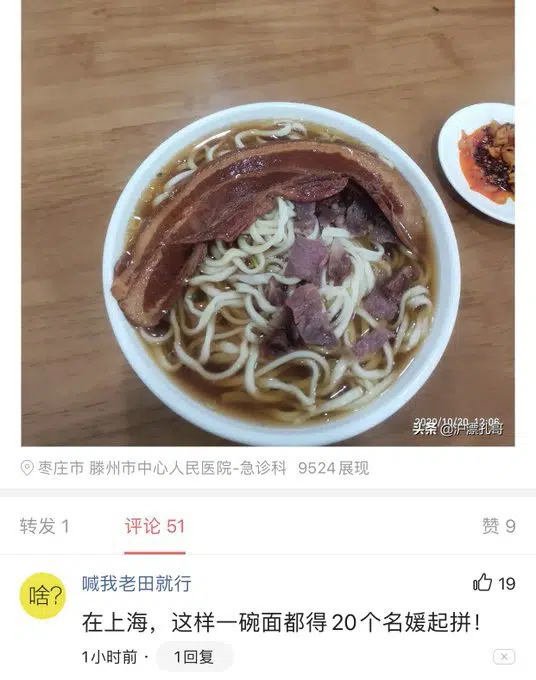 2020/10/20 12:06
头条 @沪漂孔哥
枣庄市 滕州市中心人民医院-急诊科 9524展现
转发 1 评论 51 赞 9
啥?
喊我老田就行 19
在上海，这样一碗面都得20个名媛起拼！
1小时前 · 1回复